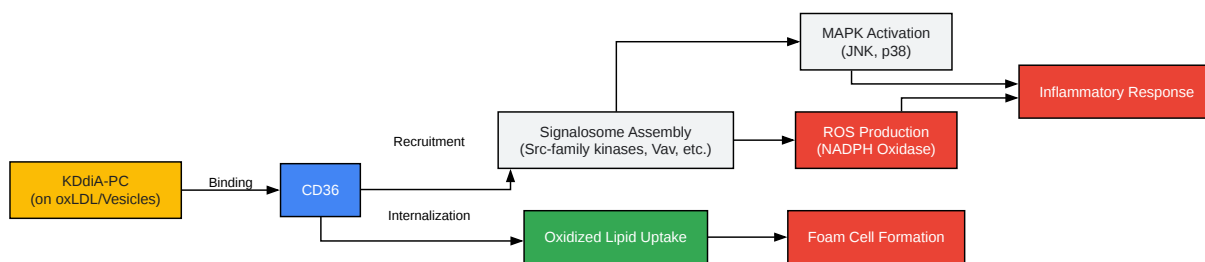 KDdiA-PC
(on oxLDL/Vesicles)
Binding
CD36
Recruitment
Internalization
Signalosome Assembly
(Src-family kinases, Vav, etc.)
Oxidized Lipid Uptake
MAPK Activation
(JNK, p38)
ROS Production
(NADPH Oxidase)
Foam Cell Formation
Inflammatory Response